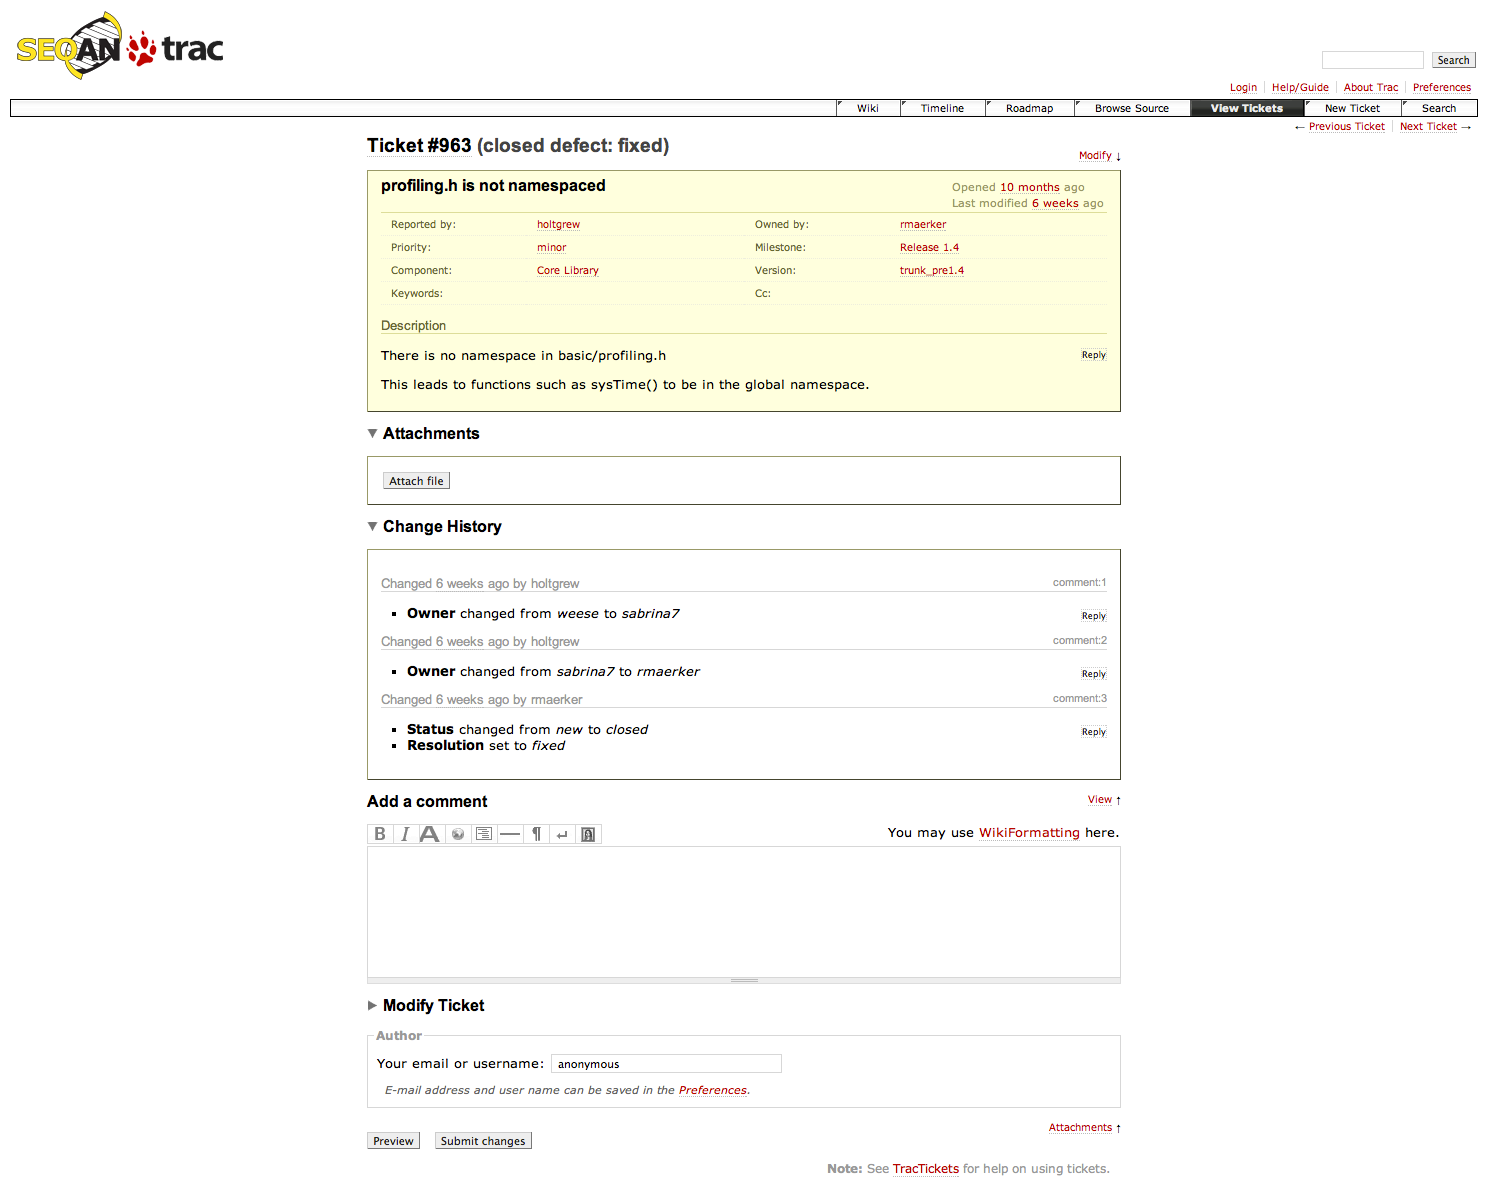 SEQAN trac
Search
Login Help/Guide About Trac Preferences
Wiki Timeline Roadmap Browse Source View Tickets New Ticket Search
← Previous Ticket Next Ticket →
Ticket #963 (closed defect: fixed)
Modify ↓
profiling.h is not namespaced
Opened 10 months ago
Last modified 6 weeks ago
Reported by: holtgrew Owned by: rmaerker
Priority: minor Milestone: Release 1.4
Component: Core Library Version: trunk_pre1.4
Keywords: Cc:
Description
There is no namespace in basic/profiling.h
Reply
This leads to functions such as sysTime() to be in the global namespace.
Attachments
Attach file
Change History
Changed 6 weeks ago by holtgrew comment:1
Owner changed from weese to sabrina7
Reply
Changed 6 weeks ago by holtgrew comment:2
Owner changed from sabrina7 to rmaerker
Reply
Changed 6 weeks ago by rmaerker comment:3
Status changed from new to closed
Reply
Resolution set to fixed
Add a comment
View ↑
B I A ¶ ↵
You may use WikiFormatting here.
Modify Ticket
Author
Your email or username: anonymous
E-mail address and user name can be saved in the Preferences.
Attachments ↑
Preview Submit changes
Note: See TracTickets for help on using tickets.